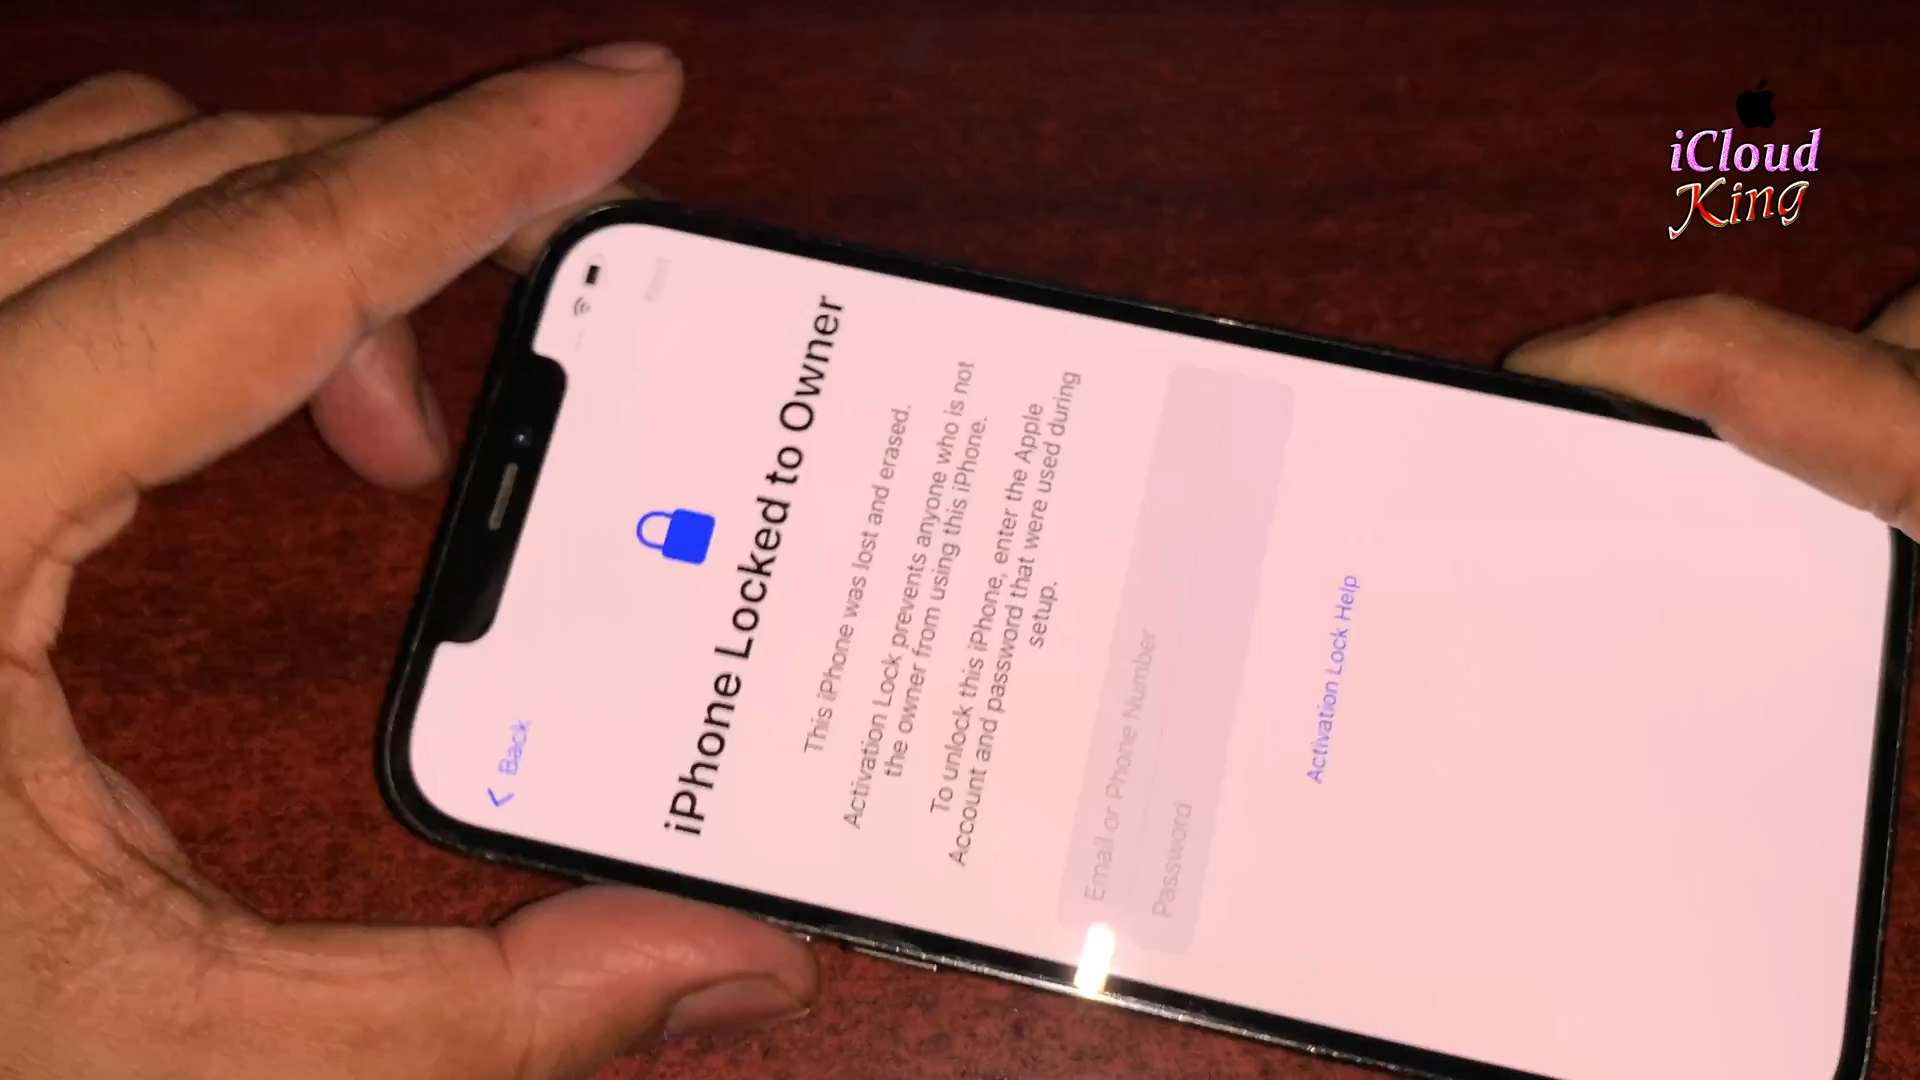 iCloud
King
Back
iPhone Locked to Owner
This iPhone was lost and erased.
Activation Lock prevents anyone who is not
the owner from using this iPhone.
To unlock this iPhone, enter the Apple
Account and password that were used during
setup.
Email or Phone Number
Password
Activation Lock Help